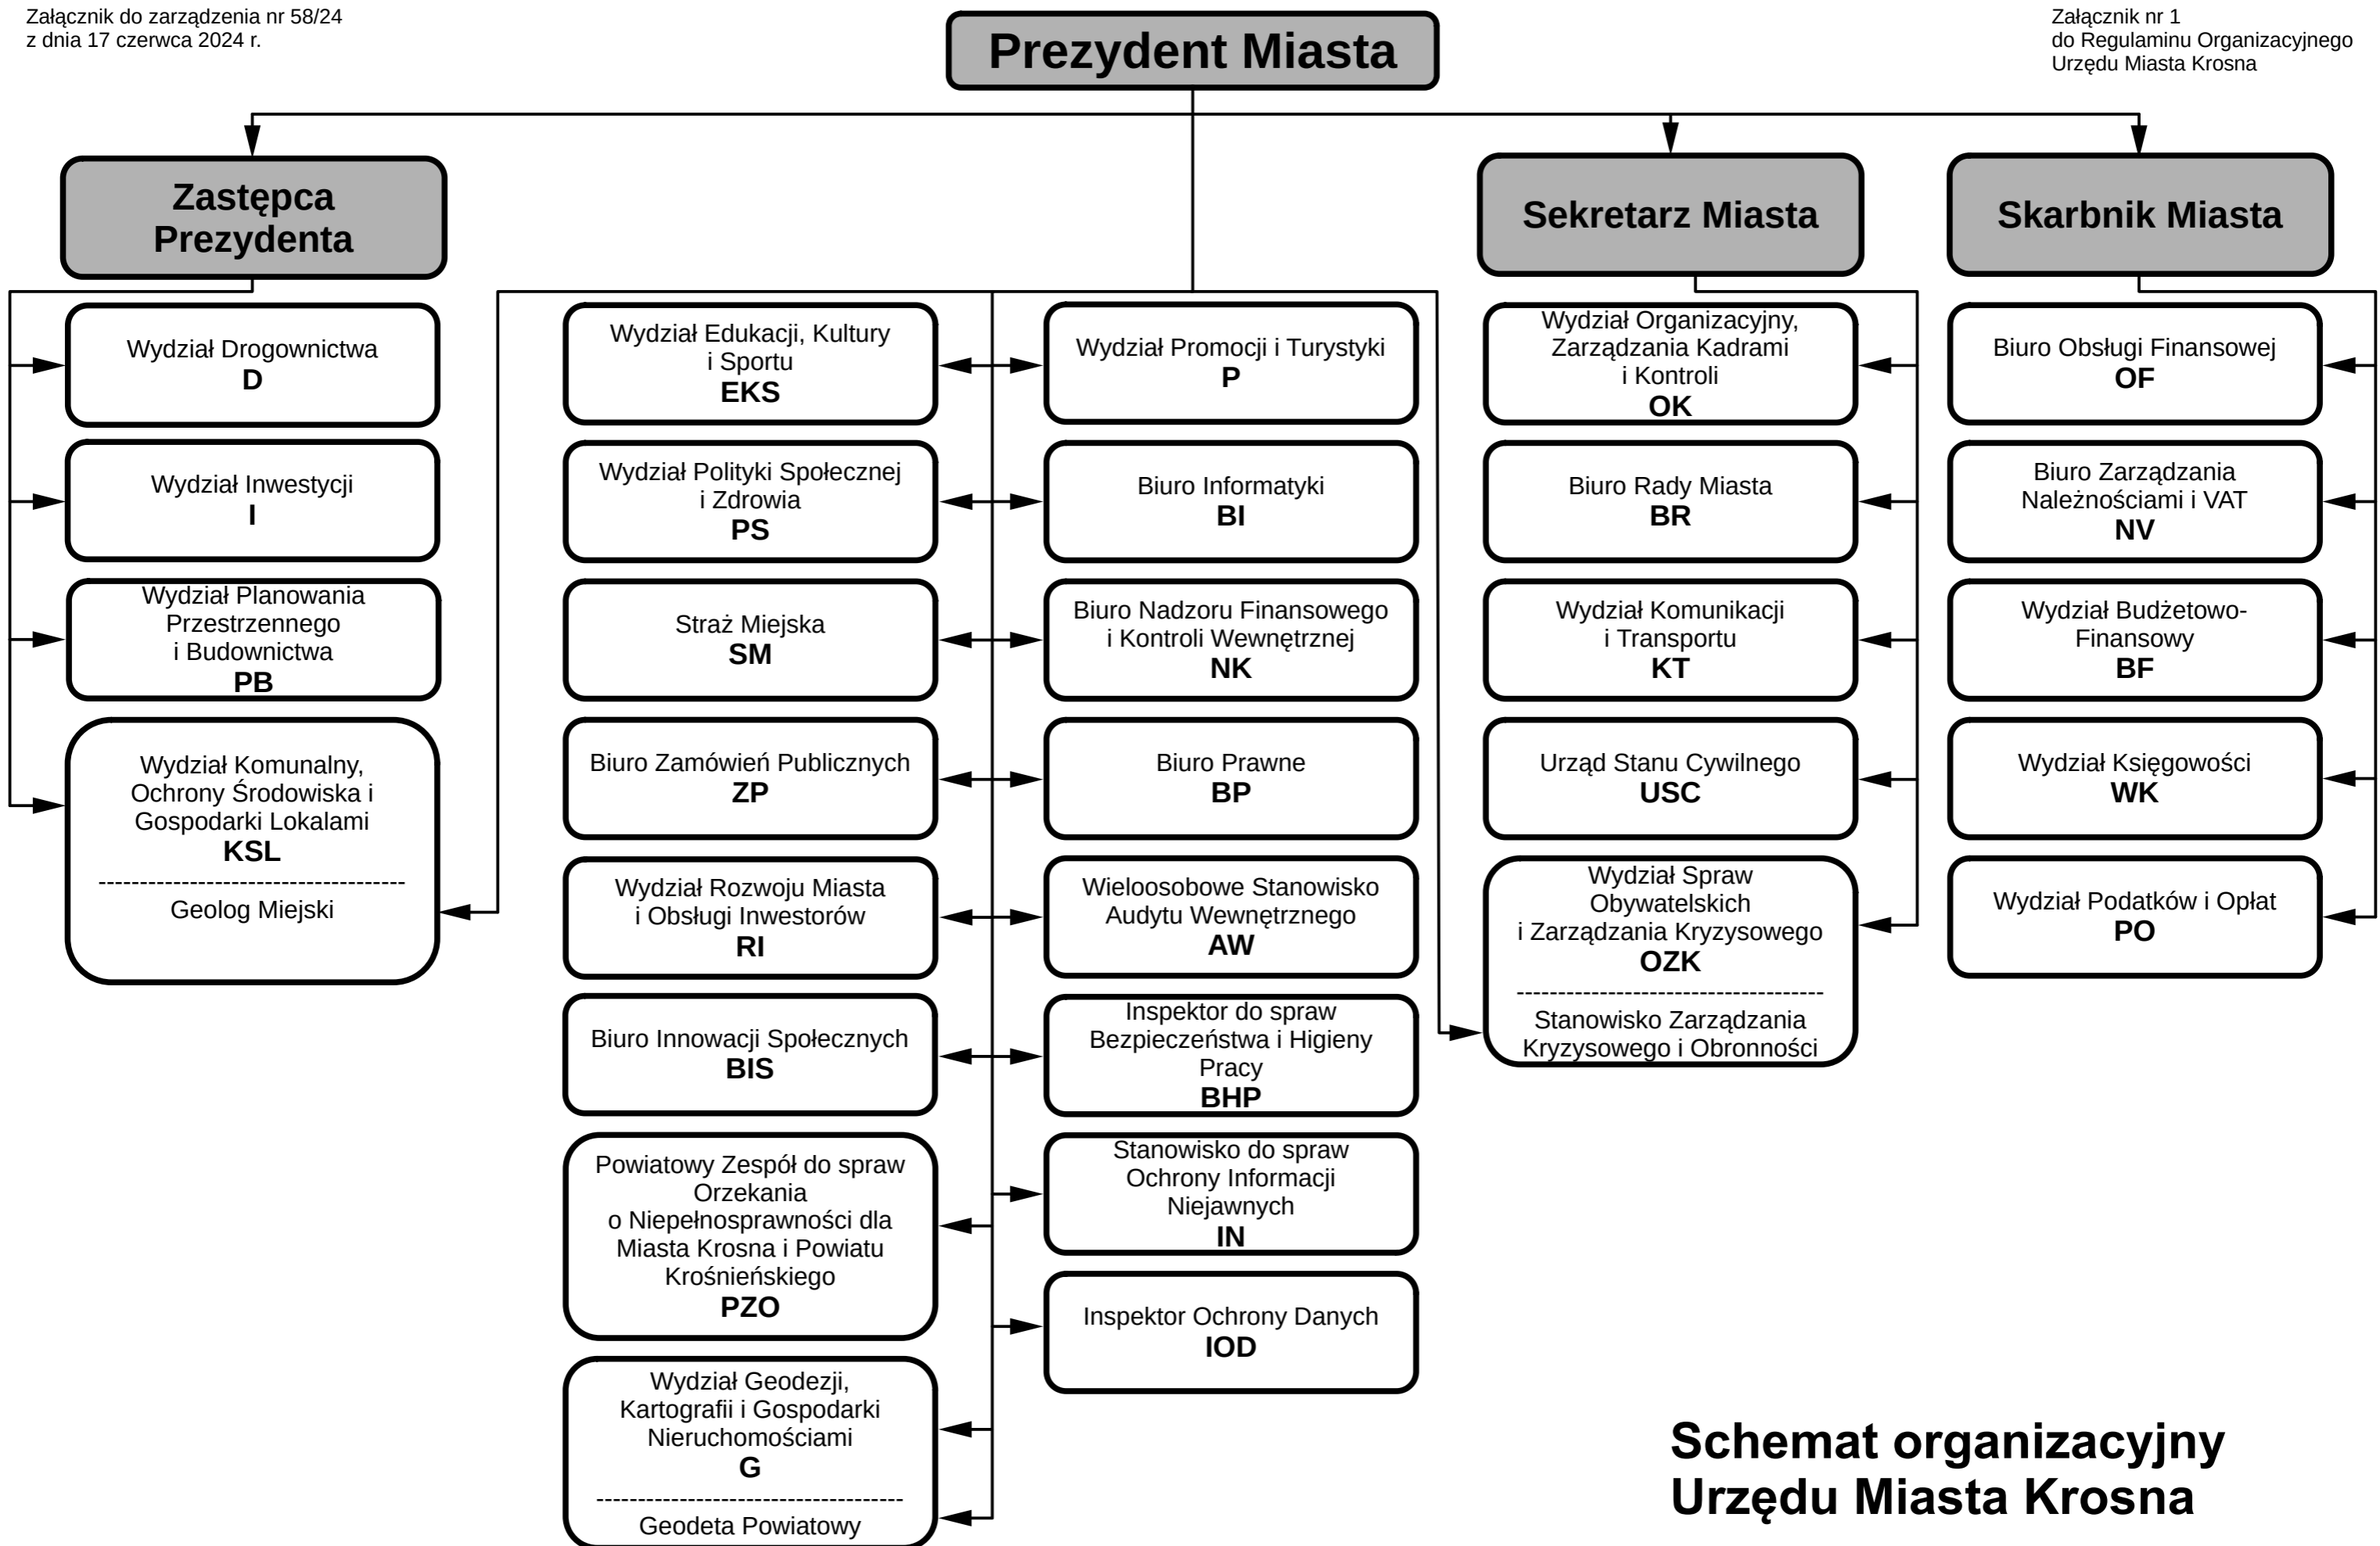 Załącznik do zarządzenia nr 58/24
z dnia 17 czerwca 2024 r.
Prezydent Miasta
Załącznik nr 1
do Regulaminu Organizacyjnego
Urzędu Miasta Krosna
Zastępca
Prezydenta
Sekretarz Miasta
Skarbnik Miasta
Wydział Drogownictwa
D
Wydział Inwestycji
I
Wydział Planowania
Przestrzennego
i Budownictwa
PB
Wydział Komunalny,
Ochrony Środowiska i
Gospodarki Lokalami
KSL
-------------------------------------
Geolog Miejski
Wydział Edukacji, Kultury
i Sportu
EKS
Wydział Polityki Społecznej
i Zdrowia
PS
Straż Miejska
SM
Biuro Zamówień Publicznych
ZP
Wydział Rozwoju Miasta
i Obsługi Inwestorów
RI
Biuro Innowacji Społecznych
BIS
Powiatowy Zespół do spraw
Orzekania
o Niepełnosprawności dla
Miasta Krosna i Powiatu
Krośnieńskiego
PZO
Wydział Geodezji,
Kartografii i Gospodarki
Nieruchomościami
G
-------------------------------------
Geodeta Powiatowy
Wydział Promocji i Turystyki
P
Biuro Informatyki
BI
Biuro Nadzoru Finansowego
i Kontroli Wewnętrznej
NK
Biuro Prawne
BP
Wieloosobowe Stanowisko
Audytu Wewnętrznego
AW
Inspektor do spraw
Bezpieczeństwa i Higieny
Pracy
BHP
Stanowisko do spraw
Ochrony Informacji
Niejawnych
IN
Inspektor Ochrony Danych
IOD
Wydział Organizacyjny,
Zarządzania Kadrami
i Kontroli
OK
Biuro Rady Miasta
BR
Wydział Komunikacji
i Transportu
KT
Urząd Stanu Cywilnego
USC
Wydział Spraw
Obywatelskich
i Zarządzania Kryzysowego
OZK
-------------------------------------
Stanowisko Zarządzania
Kryzysowego i Obronności
Biuro Obsługi Finansowej
OF
Biuro Zarządzania
Należnościami i VAT
NV
Wydział Budżetowo-
Finansowy
BF
Wydział Księgowości
WK
Wydział Podatków i Opłat
PO
Schemat organizacyjny
Urzędu Miasta Krosna